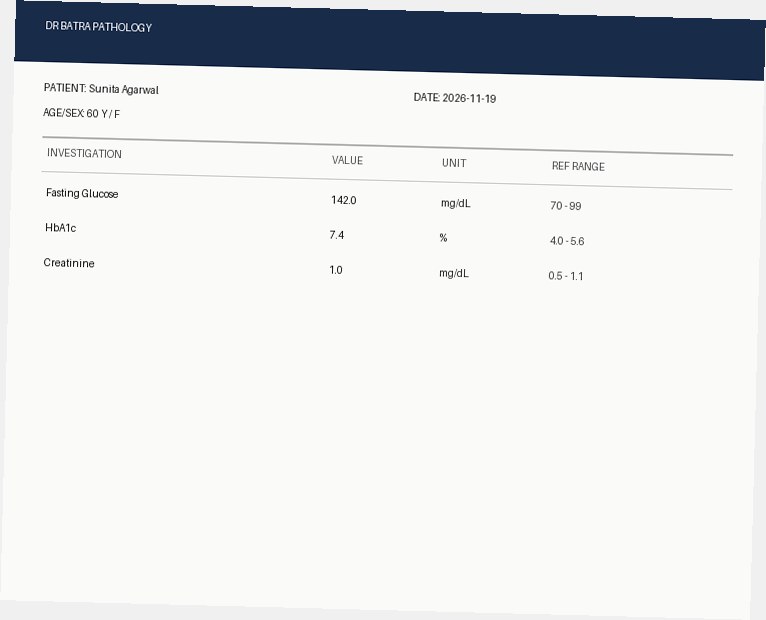 DR BATRA PATHOLOGY
PATIENT: Sunita Agarwal DATE: 2026-11-19
AGE/SEX: 60 Y / F
INVESTIGATION VALUE UNIT REF RANGE
Fasting Glucose 142.0 mg/dL 70 - 99
HbA1c 7.4 % 4.0 - 5.6
Creatinine 1.0 mg/dL 0.5 - 1.1